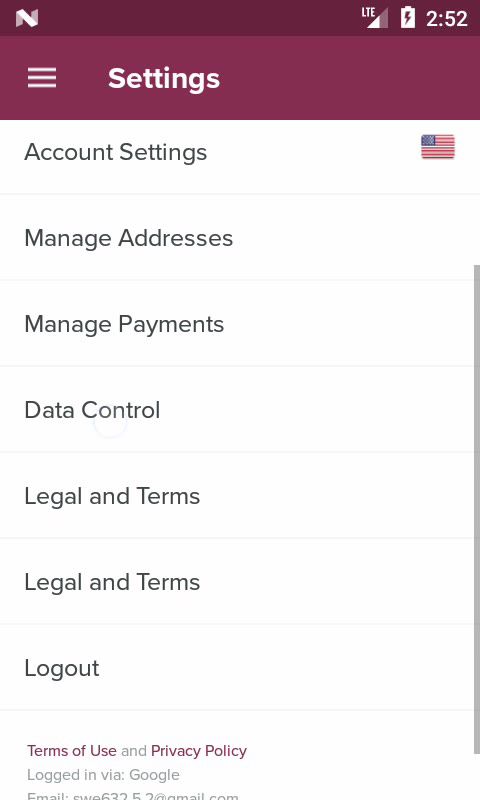 LTE 2:52
Settings
Account Settings
Manage Addresses
Manage Payments
Data Control
Legal and Terms
Legal and Terms
Logout
Terms of Use and Privacy Policy
Logged in via: Google
Email: swe632.5.2@gmail.com